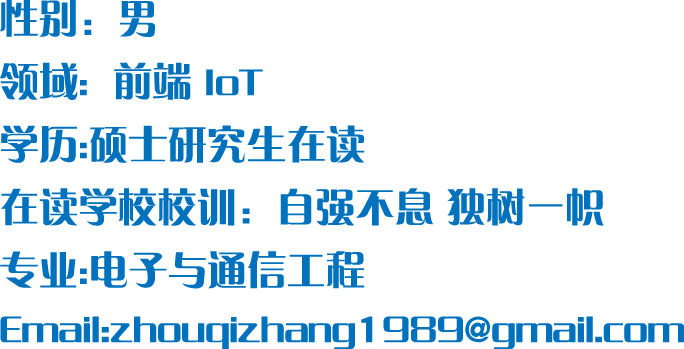 性别：男
领域：前端 IoT
学历:硕士研究生在读
在读学校校训：自强不息 独树一帜
专业:电子与通信工程
Email:zhouqizhang1989@gmail.com